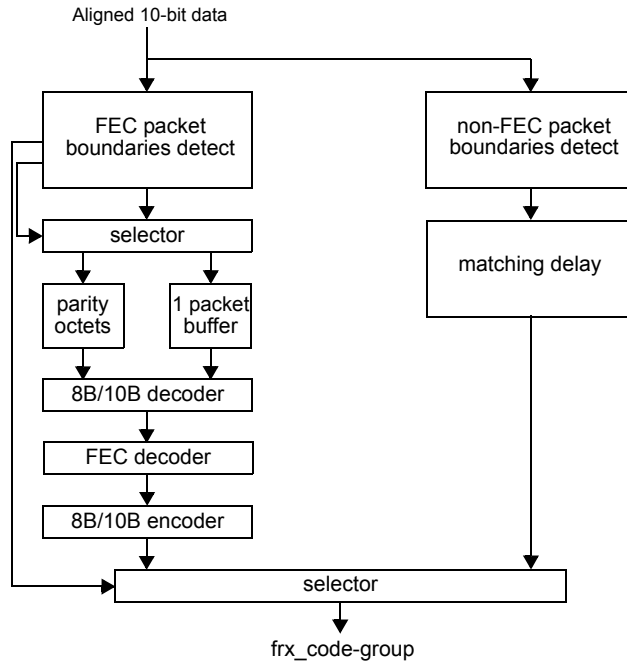 Aligned 10-bit data
FEC packet
boundaries detect
non-FEC packet
boundaries detect
selector
matching delay
parity
octets
1 packet
buffer
8B/10B decoder
FEC decoder
8B/10B encoder
selector
frx_code-group